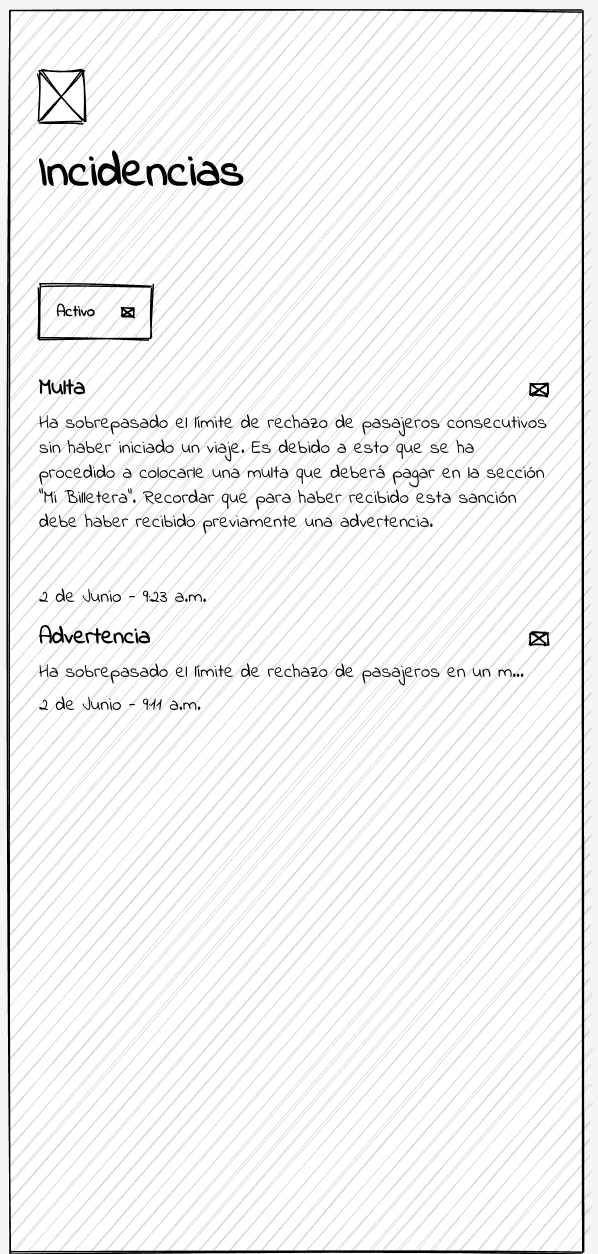 Incidencias
Activo
Multa
Ha sobrepasado el límite de rechazo de pasajeros consecutivos
sin haber iniciado un viaje. Es debido a esto que se ha
procedido a colocarle una multa que deberá pagar en la sección
"Mi Billetera". Recordar que para haber recibido esta sanción
debe haber recibido previamente una advertencia.
2 de Junio - 9:23 a.m.
Advertencia
Ha sobrepasado el límite de rechazo de pasajeros en un m...
2 de Junio - 9:11 a.m.